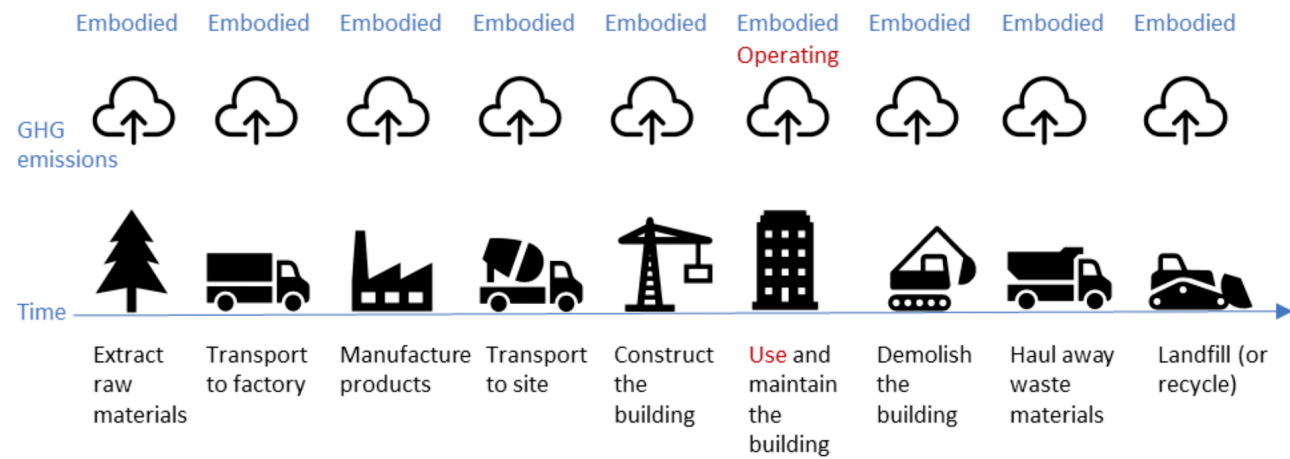 Embodied Embodied Embodied Embodied Embodied Embodied Embodied Embodied Embodied
Operating
GHG
emissions
Time
Extract
raw
materials
Transport
to factory
Manufacture
products
Transport
to site
Construct
the
building
Use and
maintain
the
building
Demolish
the
building
Haul away
waste
materials
Landfill (or
recycle)